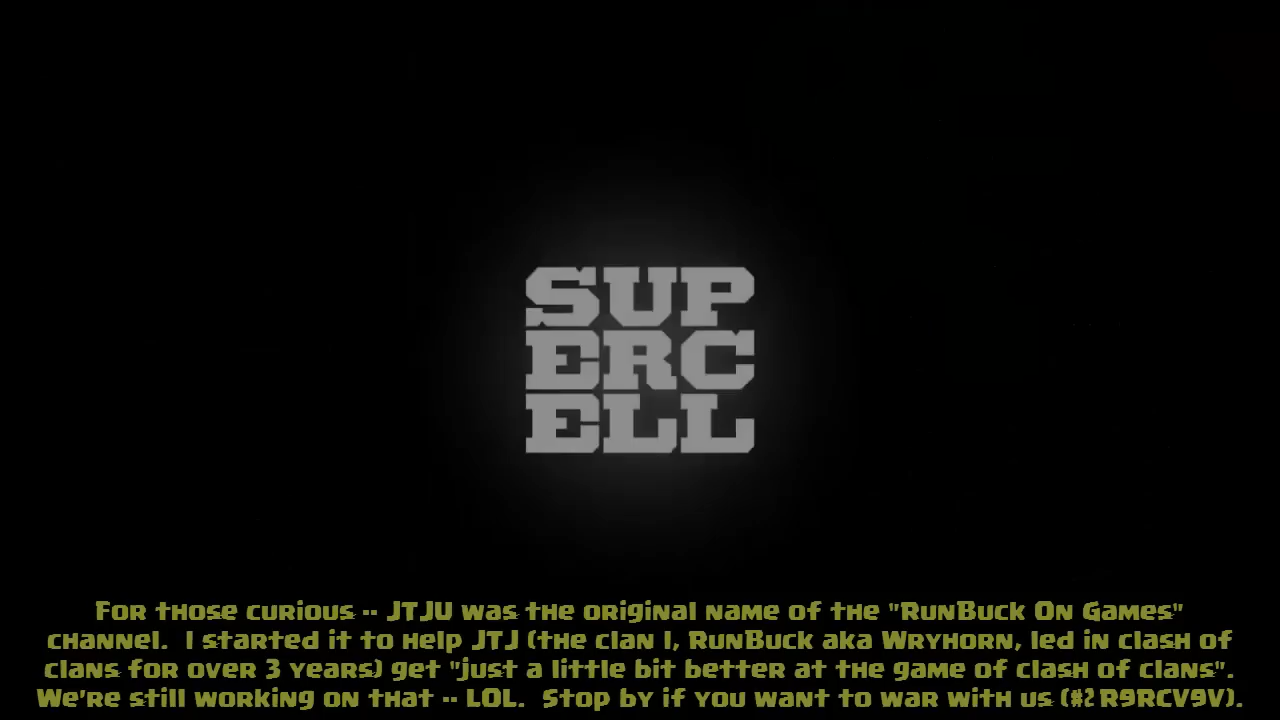 SUP
ERC
ELL
For those curious -- JTJU was the original name of the "RunBuck On Games"
channel.  I started it to help JTJ (the clan I, RunBuck aka Wryhorn, led in clash of
clans for over 3 years) get "just a little bit better at the game of clash of clans".
We're still working on that -- LOL.  Stop by if you want to war with us (#2R9RCV9V).